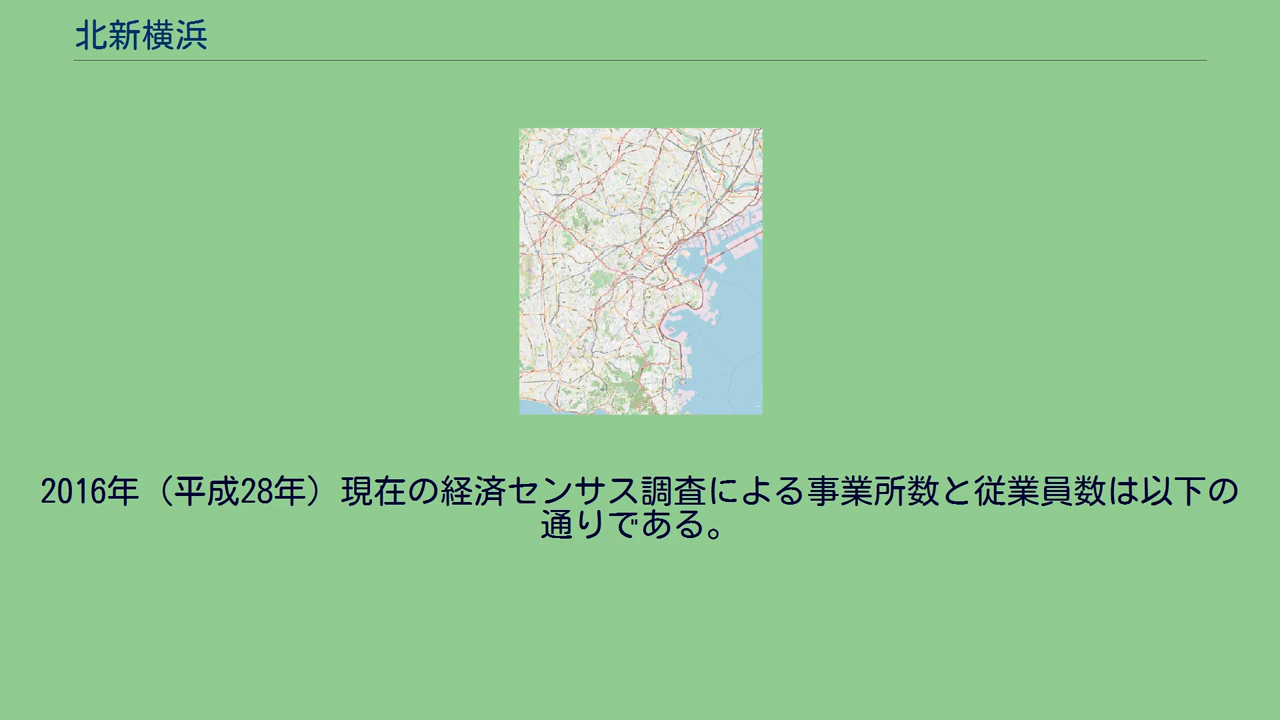 北新横浜
2016年（平成28年）現在の経済センサス調査による事業所数と従業員数は以下の
通りである。